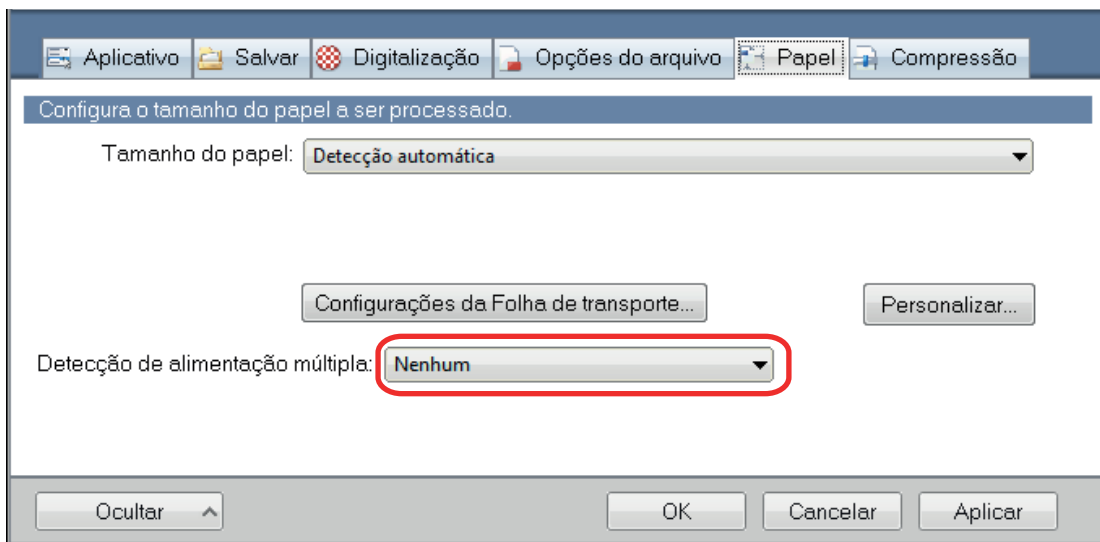 Aplicativo Salvar Digitalização Opções do arquivo Papel Compressão
Configura o tamanho do papel a ser processado.
Tamanho do papel: Detecção automática
Configurações da Folha de transporte... Personalizar...
Detecção de alimentação múltipla: Nenhum
Ocultar OK Cancelar Aplicar